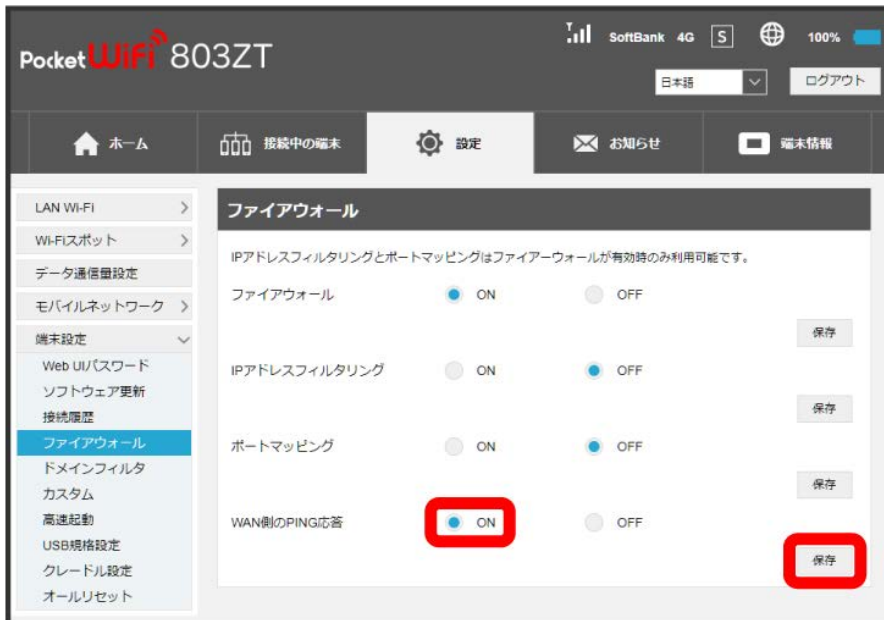 Pocket WiFi 803ZT
SoftBank 4G S 100%
日本語
ログアウト
ホーム
接続中の端末
設定
お知らせ
端末情報
LAN Wi-Fi
Wi-Fiスポット
データ通信量設定
モバイルネットワーク
端末設定
Web UIパスワード
ソフトウェア更新
接続履歴
ファイアウォール
ドメインフィルタ
カスタム
高速起動
USB規格設定
クレードル設定
オールリセット
ファイアウォール
IPアドレスフィルタリングとポートマッピングはファイアーウォールが有効時のみ利用可能です。
ファイアウォール ON OFF
保存
IPアドレスフィルタリング ON OFF
保存
ポートマッピング ON OFF
保存
WAN側のPING応答 ON OFF
保存